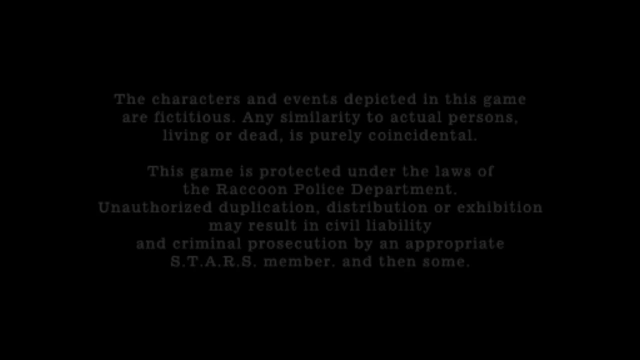 The characters and events depicted in this game
are fictitious. Any similarity to actual persons,
living or dead, is purely coincidental.
This game is protected under the laws of
the Raccoon Police Department.
Unauthorized duplication, distribution or exhibition
may result in civil liability
and criminal prosecution by an appropriate
S.T.A.R.S. member. and then some.